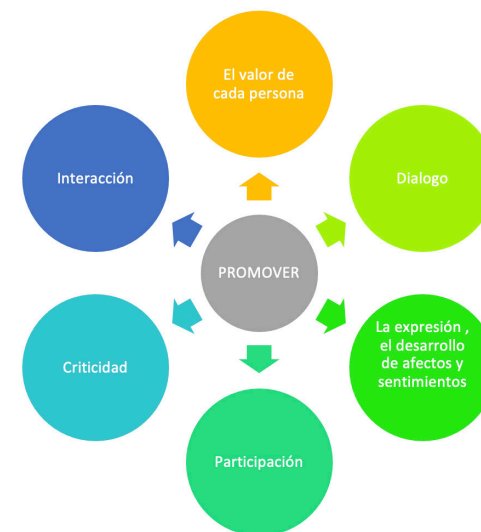 El valor de
cada persona
Interacción
Dialogo
PROMOVER
La expresión ,
el desarrollo
de afectos y
sentimientos
Criticidad
Participación